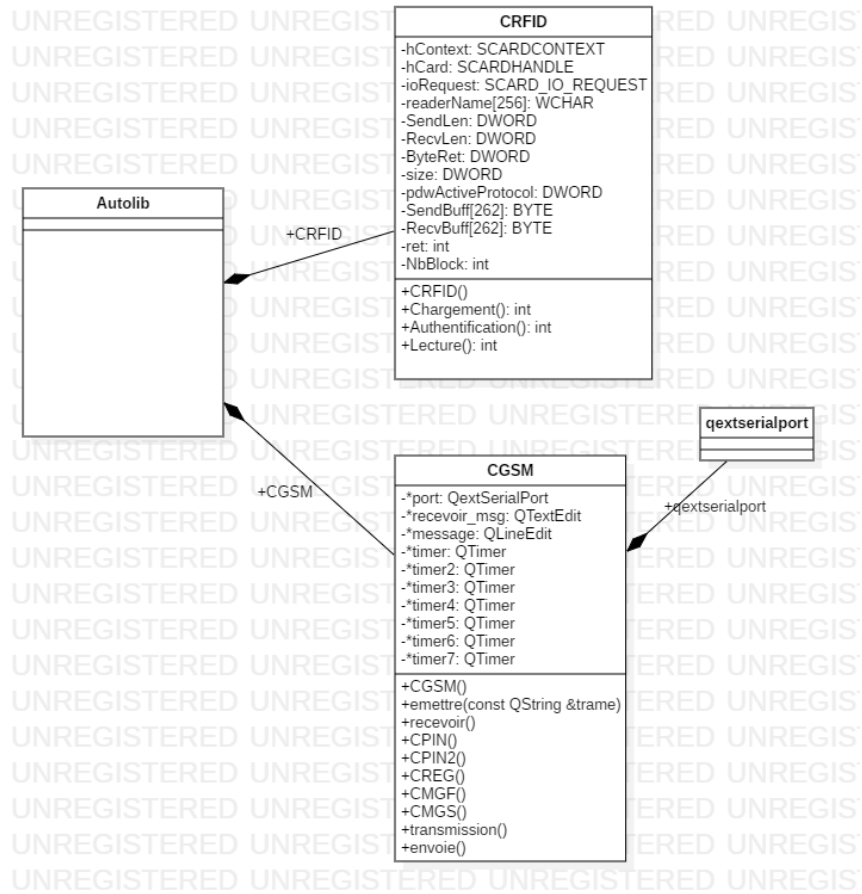 CRFID
-hContext: SCARDCONTEXT
-hCard: SCARDHANDLE
-ioRequest: SCARD_IO_REQUEST
-readerName[256]: WCHAR
-SendLen: DWORD
-RecvLen: DWORD
-ByteRet: DWORD
-size: DWORD
-pdwActiveProtocol: DWORD
-SendBuff[262]: BYTE
-RecvBuff[262]: BYTE
-ret: int
-NbBlock: int
+CRFID()
+Chargement(): int
+Authentification(): int
+Lecture(): int
Autolib
+CRFID
+CGSM
qextserialport
+qextserialport
CGSM
-*port: QextSerialPort
-*recevoir_msg: QTextEdit
-*message: QLineEdit
-*timer: QTimer
-*timer2: QTimer
-*timer3: QTimer
-*timer4: QTimer
-*timer5: QTimer
-*timer6: QTimer
-*timer7: QTimer
+CGSM()
+emettre(const QString &trame)
+recevoir()
+CPIN()
+CPIN2()
+CREG()
+CMGF()
+CMGS()
+transmission()
+envoie()
UNREGISTERED